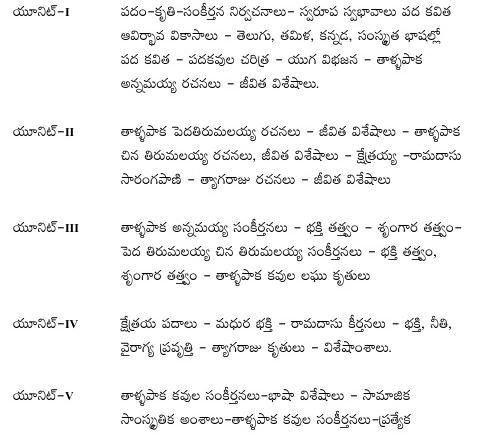 యూనిట్-I పదం-కృతి-సంకీర్తన నిర్వచనాలు- స్వరూప స్వభావాలు పద కవిత
ఆవిర్భావ వికాసాలు - తెలుగు, తమిళ, కన్నడ, సంస్కృత భాషల్లో
పద కవిత - పదకవుల చరిత్ర - యుగ విభజన - తాళ్ళపాక
అన్నమయ్య రచనలు - జీవిత విశేషాలు.
యూనిట్-II తాళ్ళపాక పెదతిరుమలయ్య రచనలు - జీవిత విశేషాలు - తాళ్ళపాక
చిన తిరుమలయ్య రచనలు, జీవిత విశేషాలు - క్షేత్రయ్య -రామదాసు
సారంగపాణి - త్యాగరాజు రచనలు - జీవిత విశేషాలు
యూనిట్-III తాళ్ళపాక అన్నమయ్య సంకీర్తనలు - భక్తి తత్త్వం - శృంగార తత్త్వం-
పెద తిరుమలయ్య చిన తిరుమలయ్య సంకీర్తనలు - భక్తి తత్త్వం,
శృంగార తత్త్వం - తాళ్ళపాక కవుల లఘు కృతులు
యూనిట్-IV క్షేత్రయ పదాలు - మధుర భక్తి - రామదాసు కీర్తనలు - భక్తి, నీతి,
వైరాగ్య ప్రవృత్తి - త్యాగరాజు కృతులు - విశేషాంశాలు.
యూనిట్-V తాళ్ళపాక కవుల సంకీర్తనలు-భాషా విశేషాలు - సామాజిక
సాంస్కృతిక అంశాలు-తాళ్ళపాక కవుల సంకీర్తనలు-ప్రత్యేక